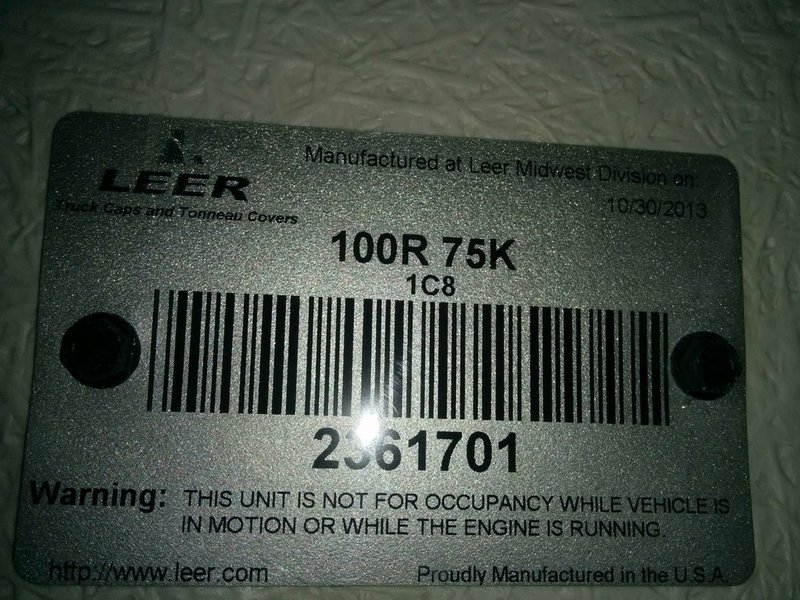 LEER
Truck Caps and Tonneau Covers
Manufactured at Leer Midwest Division on:
10/30/2013
100R 75K
1C8
2361701
Warning: THIS UNIT IS NOT FOR OCCUPANCY WHILE VEHICLE IS
IN MOTION OR WHILE THE ENGINE IS RUNNING.
http://www.leer.com
Proudly Manufactured in the U.S.A.